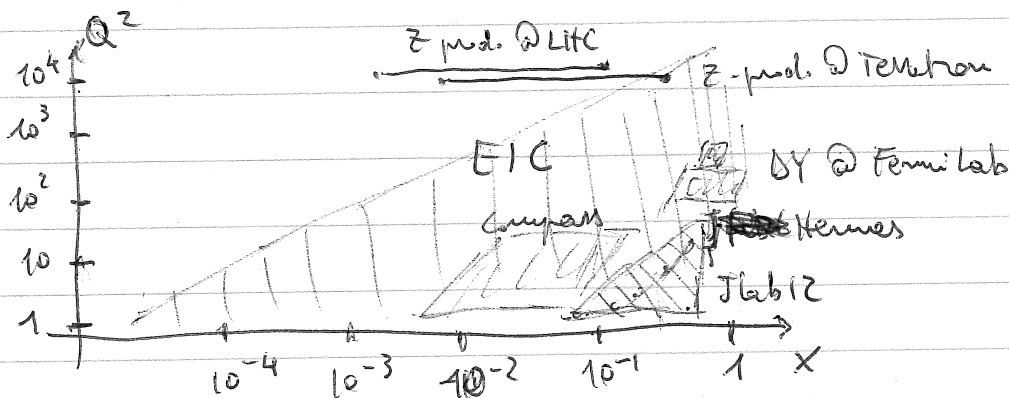 Q²
Z prod. @ LHC
10⁴
Z-prod. @ Tevatron
10³
EIC
DY @ FermiLab
10²
Compass
Hermes
10
Jlab12
1
10⁻⁴ 10⁻³ 10⁻² 10⁻¹ 1 X